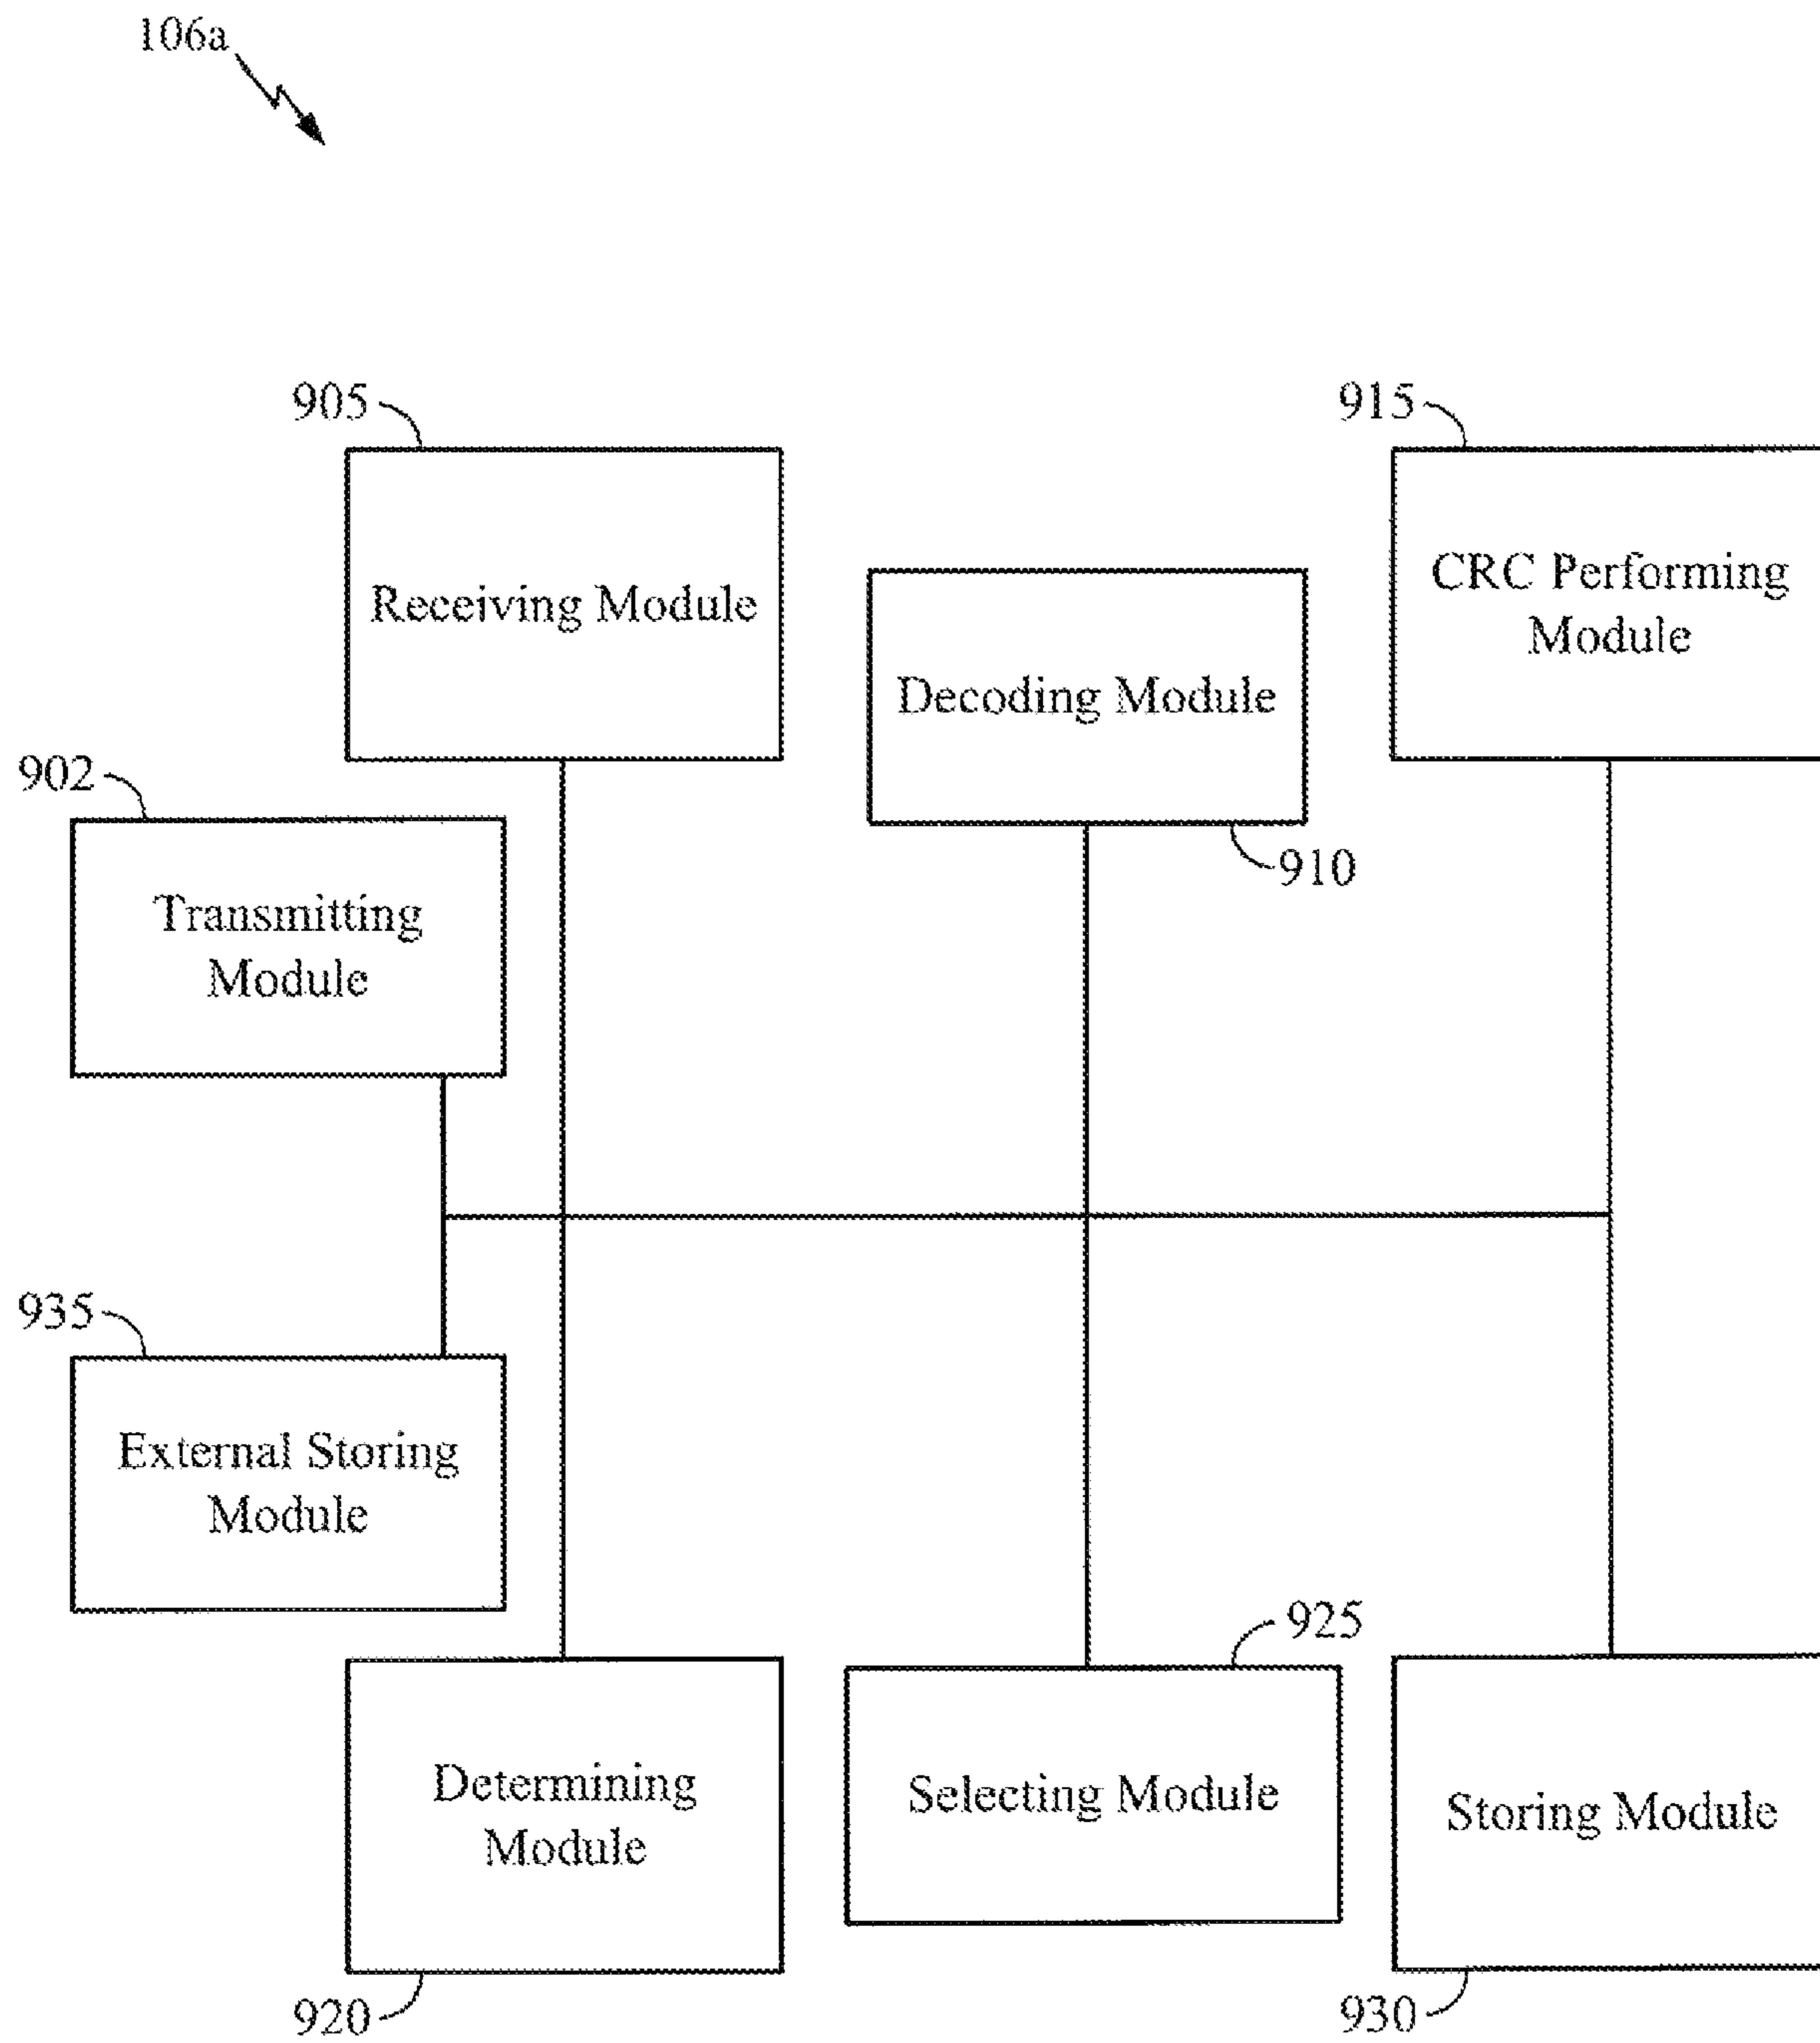 106a
905
915
Receiving Module
CRC Performing
Module
Decoding Module
902
910
Transmitting
Module
935
External Storing
Module
925
Determining
Module
Selecting Module
Storing Module
920
930